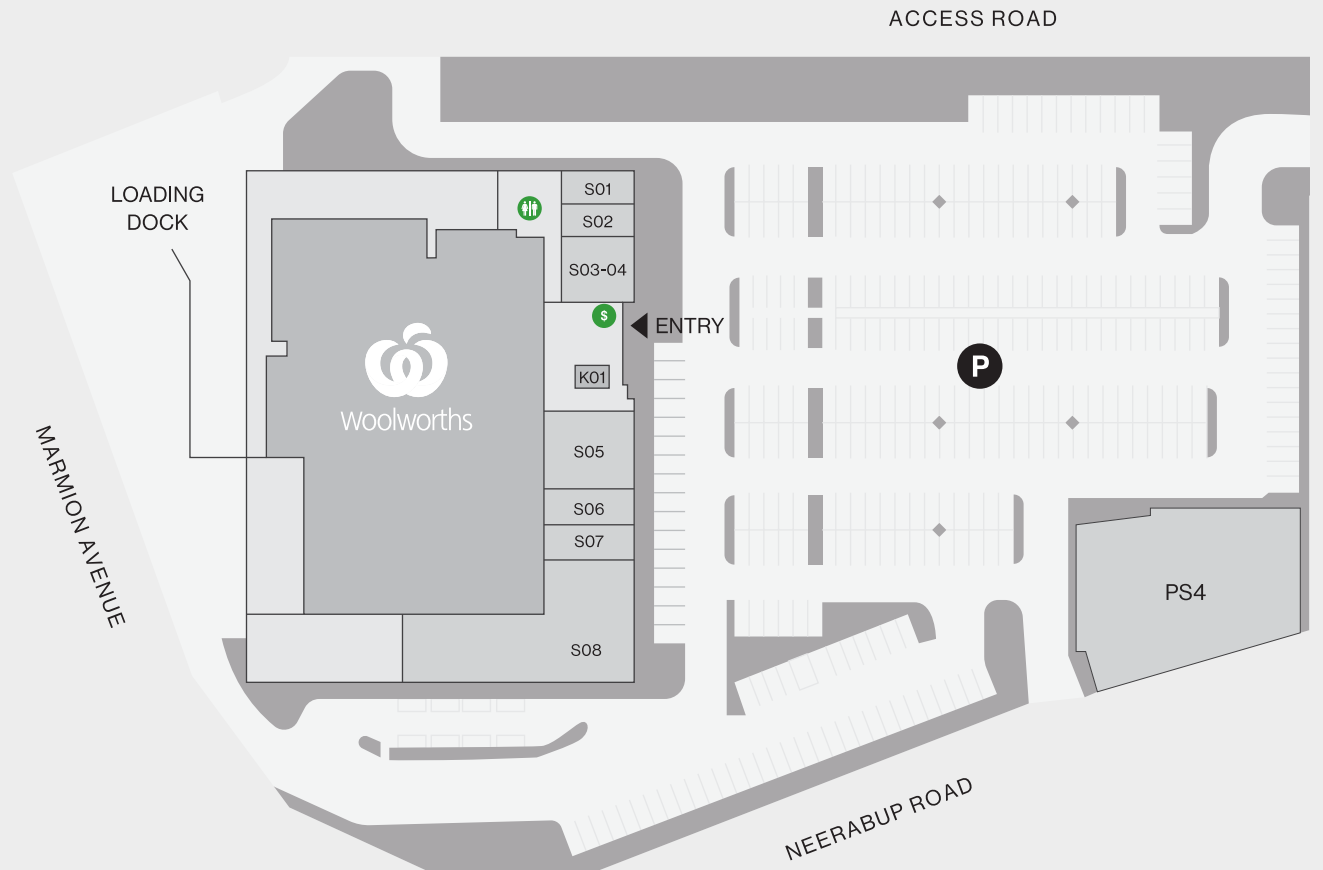 ACCESS ROAD
LOADING
DOCK
S01
S02
S03-04
$
ENTRY
K01
P
Woolworths
S05
S06
S07
S08
PS4
MARMION AVENUE
NEERABUP ROAD